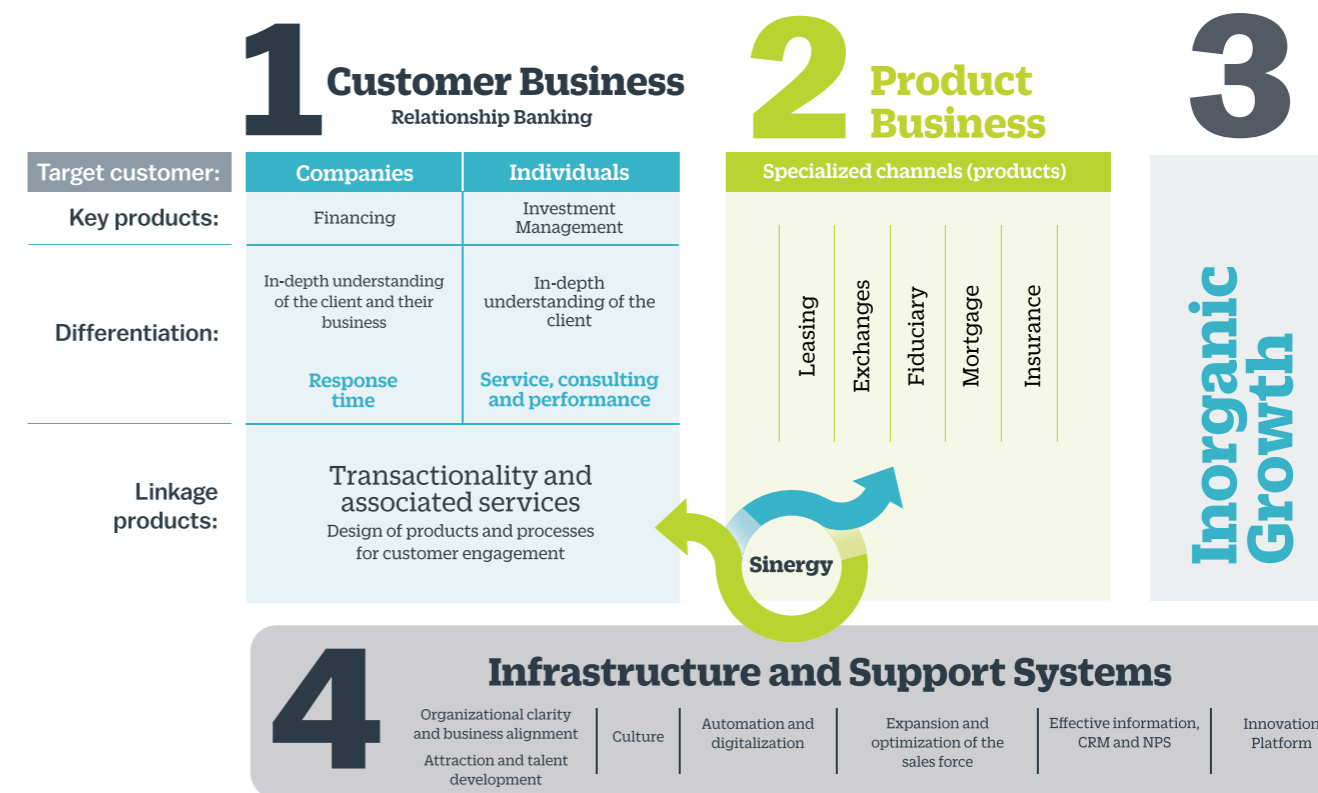 1
Customer Business
Relationship Banking
2
Product
Business
3
Target customer:
Companies
Individuals
Specialized channels (products)
Key products:
Financing
Investment
Management
Differentiation:
In-depth understanding
of the client and their
business
In-depth
understanding of the
client
Response
time
Service, consulting
and performance
Leasing
Exchanges
Fiduciary
Mortgage
Insurance
Inorganic
Growth
Linkage
products:
Transactionality and
associated services
Design of products and processes
for customer engagement
Sinergy
4
Infrastructure and Support Systems
Organizational clarity
and business alignment
Attraction and talent
development
Culture
Automation and
digitalization
Expansion and
optimization of the
sales force
Effective information,
CRM and NPS
Innovation
Platform